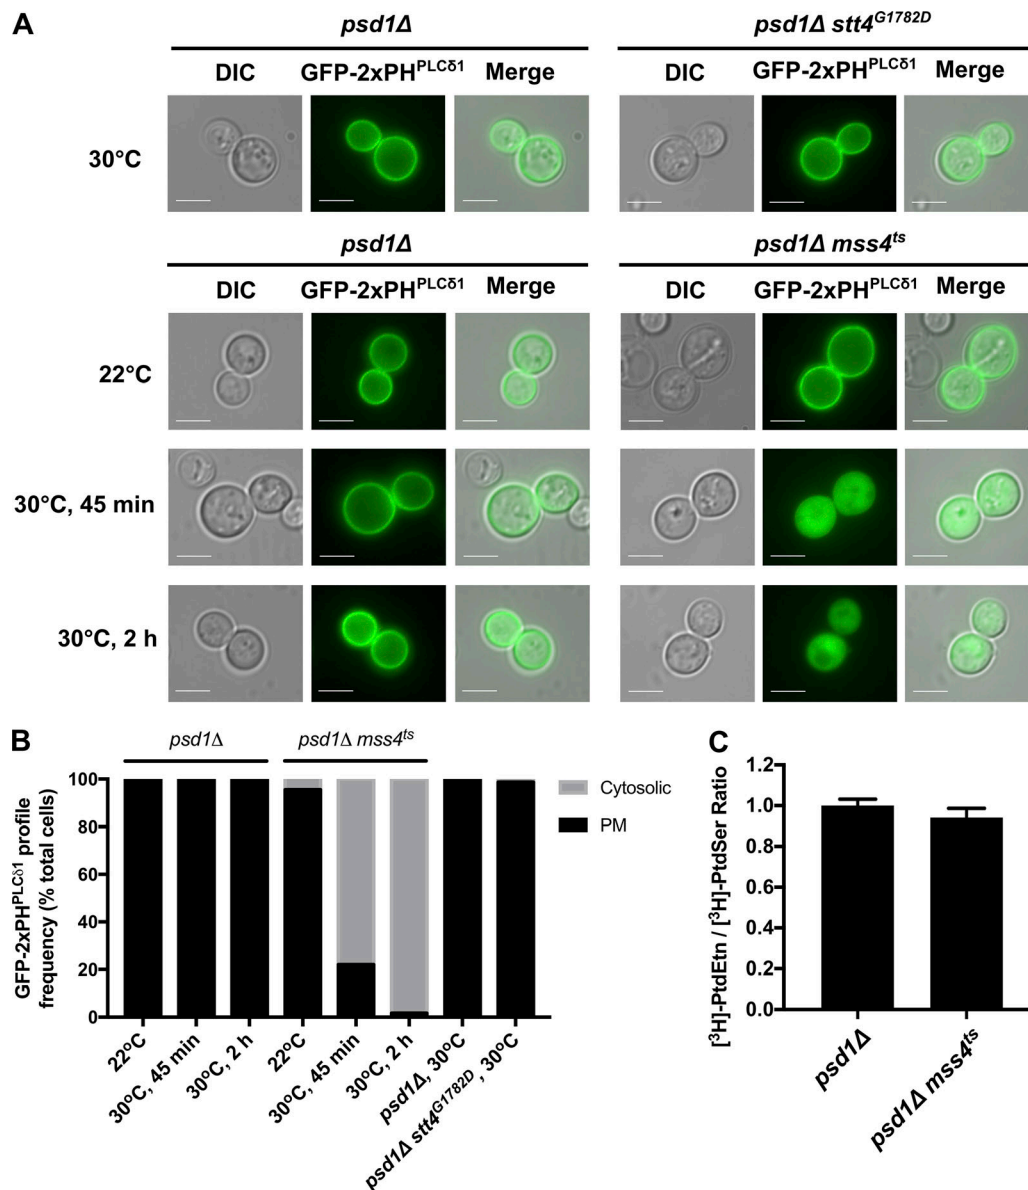 A
psd1Δ
psd1Δ stt4^G1782D
DIC GFP-2xPH^PLCδ1 Merge
DIC GFP-2xPH^PLCδ1 Merge
30°C
psd1Δ
psd1Δ mss4^ts
DIC GFP-2xPH^PLCδ1 Merge
DIC GFP-2xPH^PLCδ1 Merge
22°C
30°C, 45 min
30°C, 2 h
B
psd1Δ
psd1Δ mss4^ts
GFP-2xPH^PLCδ1 profile
frequency (% total cells)
100
80
60
40
20
0
22°C
30°C, 45 min
30°C, 2 h
22°C
30°C, 45 min
30°C, 2 h
psd1Δ, 30°C
psd1Δ stt4^G1782D, 30°C
Cytosolic
PM
C
[³H]-PtdEtn / [³H]-PtdSer Ratio
1.2
1.0
0.8
0.6
0.4
0.2
0.0
psd1Δ
psd1Δ mss4^ts